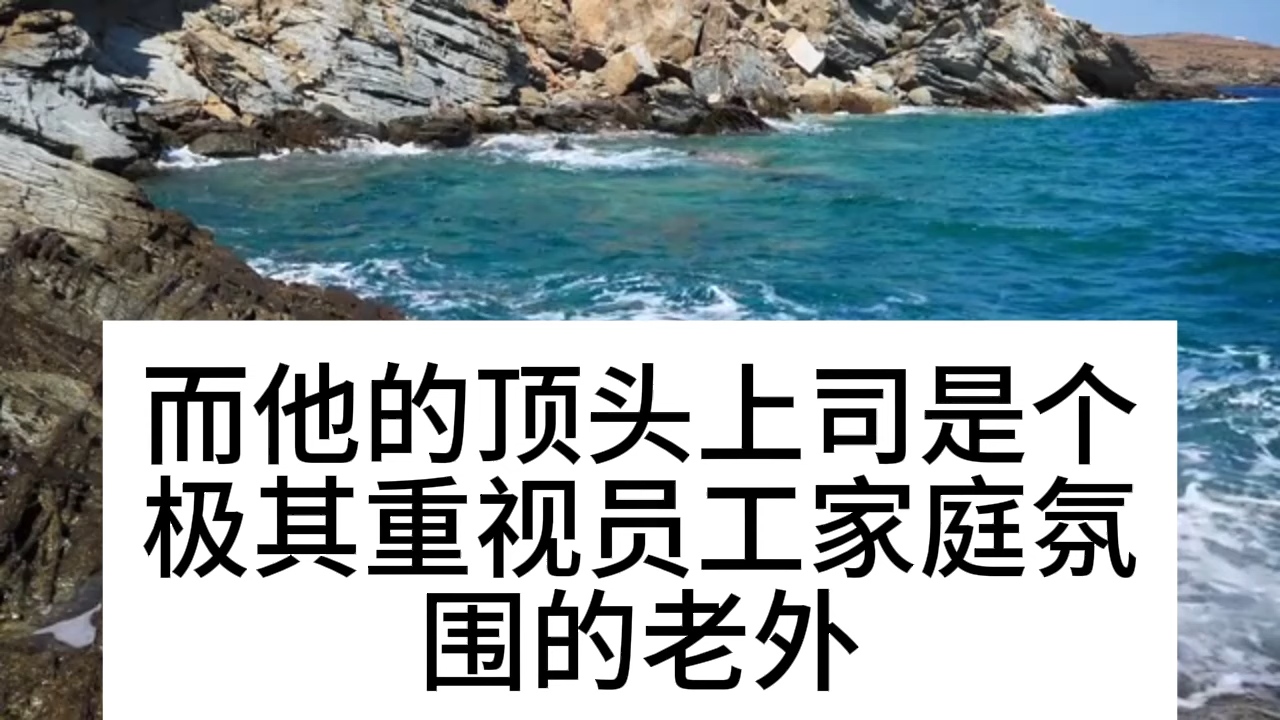 而他的顶头上司是个
极其重视员工家庭氛
围的老外